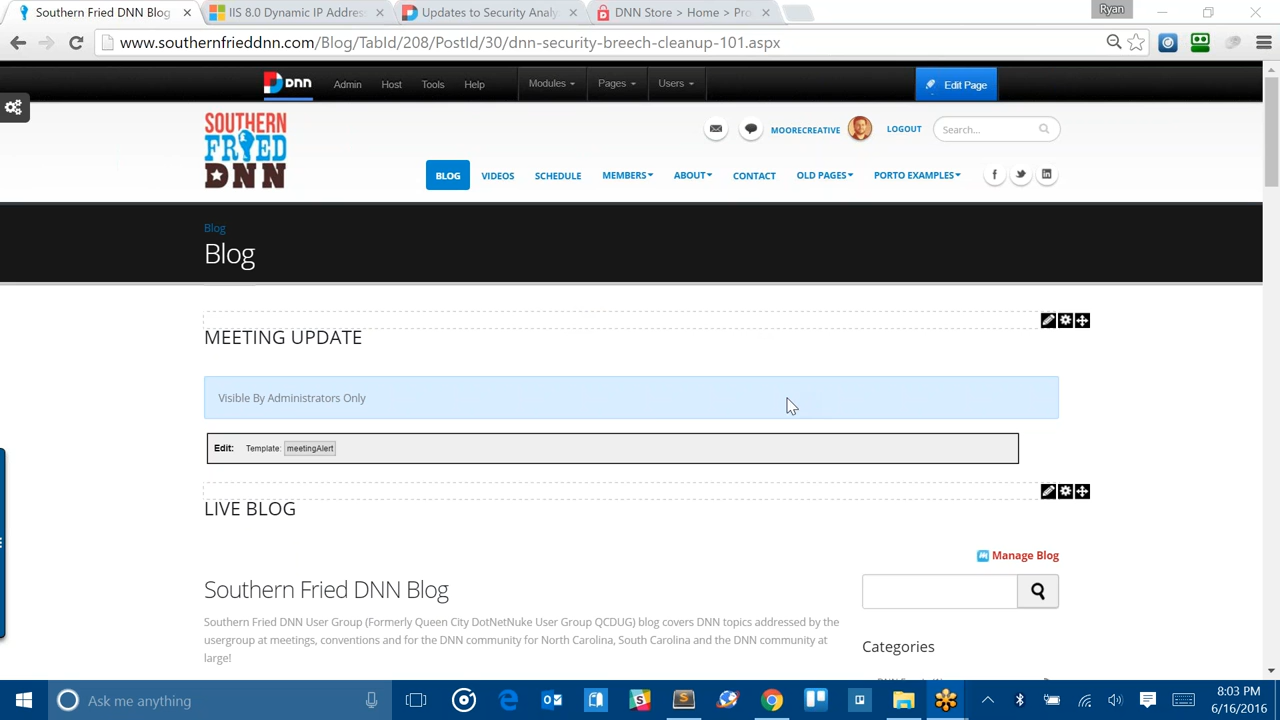 Southern Fried DNN Blog
IIS 8.0 Dynamic IP Address
Updates to Security Analy
DNN Store > Home > Pro
Ryan
www.southernfrieddnn.com/Blog/TabId/208/PostId/30/dnn-security-breech-cleanup-101.aspx
DNN Admin Host Tools Help Modules Pages Users Edit Page
SOUTHERN
FRIED
DNN
MOORECREATIVE LOGOUT Search...
BLOG VIDEOS SCHEDULE MEMBERS ABOUT CONTACT OLD PAGES PORTO EXAMPLES
Blog
Blog
MEETING UPDATE
Visible By Administrators Only
Edit: Template: meetingAlert
LIVE BLOG
Manage Blog
Southern Fried DNN Blog
Southern Fried DNN User Group (Formerly Queen City DotNetNuke User Group QCDUG) blog covers DNN topics addressed by the
usergroup at meetings, conventions and for the DNN community for North Carolina, South Carolina and the DNN community at
large!
Categories
Ask me anything
8:03 PM
6/16/2016